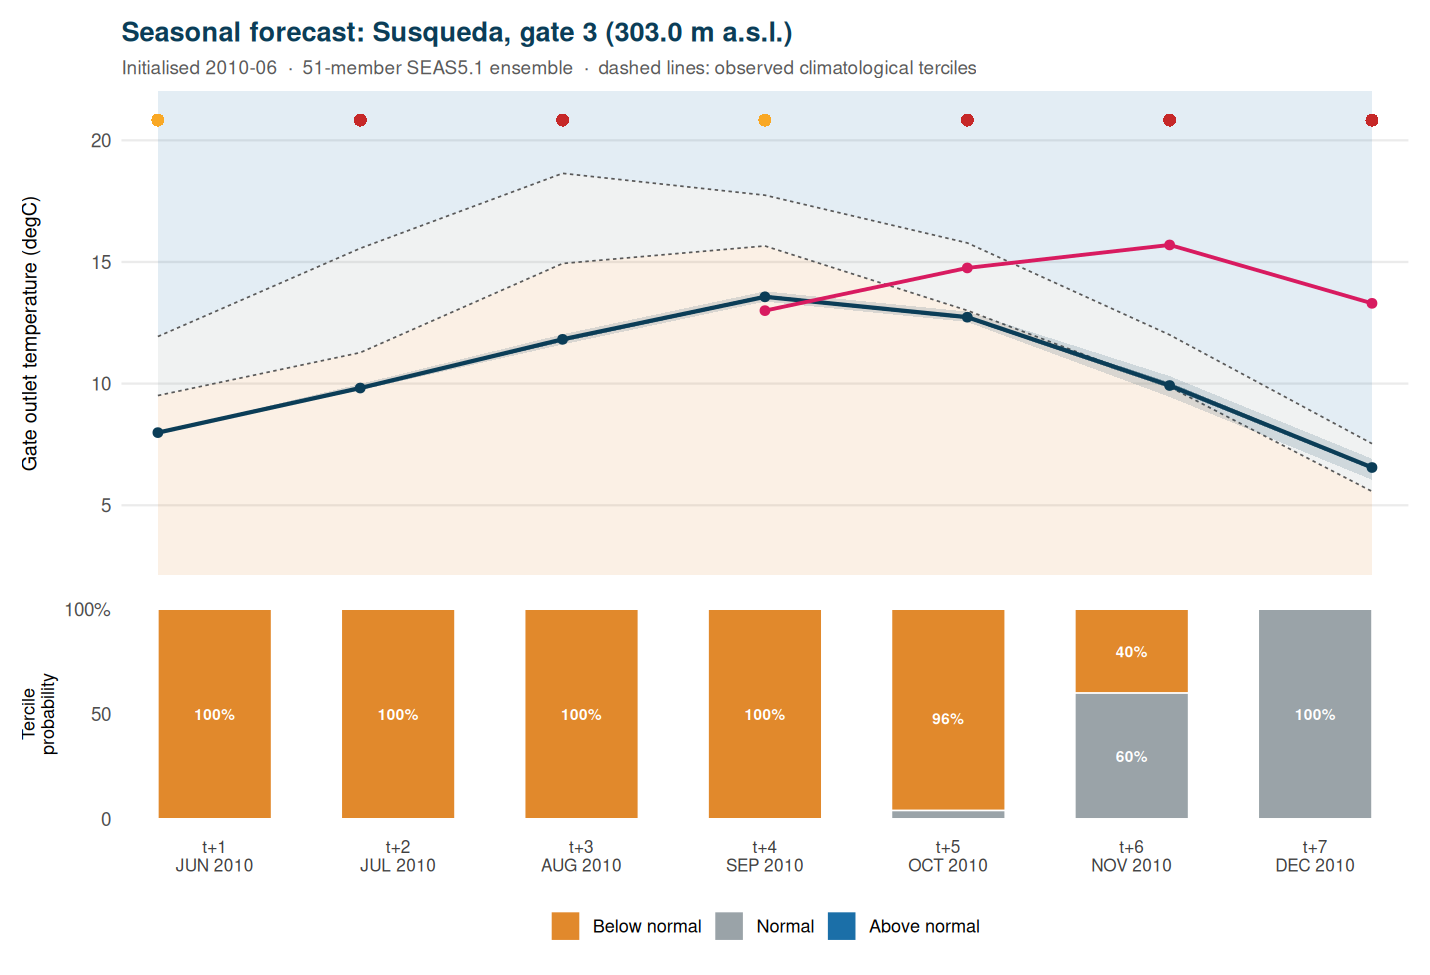 Seasonal forecast: Susqueda, gate 3 (303.0 m a.s.l.)
Initialised 2010-06 · 51-member SEAS5.1 ensemble · dashed lines: observed climatological terciles
Gate outlet temperature (degC)
20
15
10
5
Tercile
probability
100%
50
0
100%
100%
100%
100%
96%
40%
60%
100%
t+1
JUN 2010
t+2
JUL 2010
t+3
AUG 2010
t+4
SEP 2010
t+5
OCT 2010
t+6
NOV 2010
t+7
DEC 2010
Below normal
Normal
Above normal